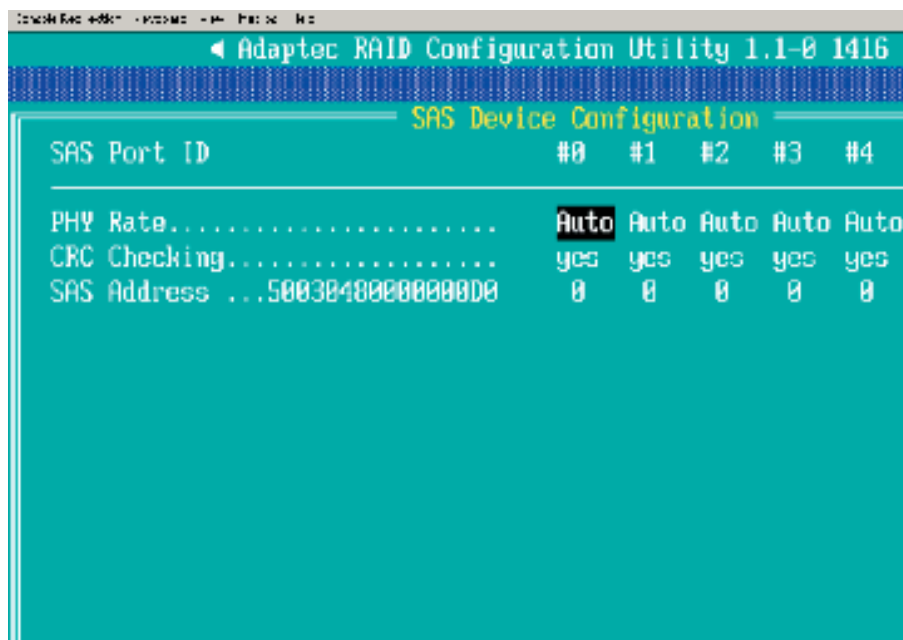 ◄ Adaptec RAID Configuration Utility 1.1-0 1416
SAS Device Configuration
SAS Port ID #0 #1 #2 #3 #4
PHY Rate....................... Auto Auto Auto Auto Auto
CRC Checking................... yes yes yes yes yes
SAS Address ...50030480000000D0 0 0 0 0 0